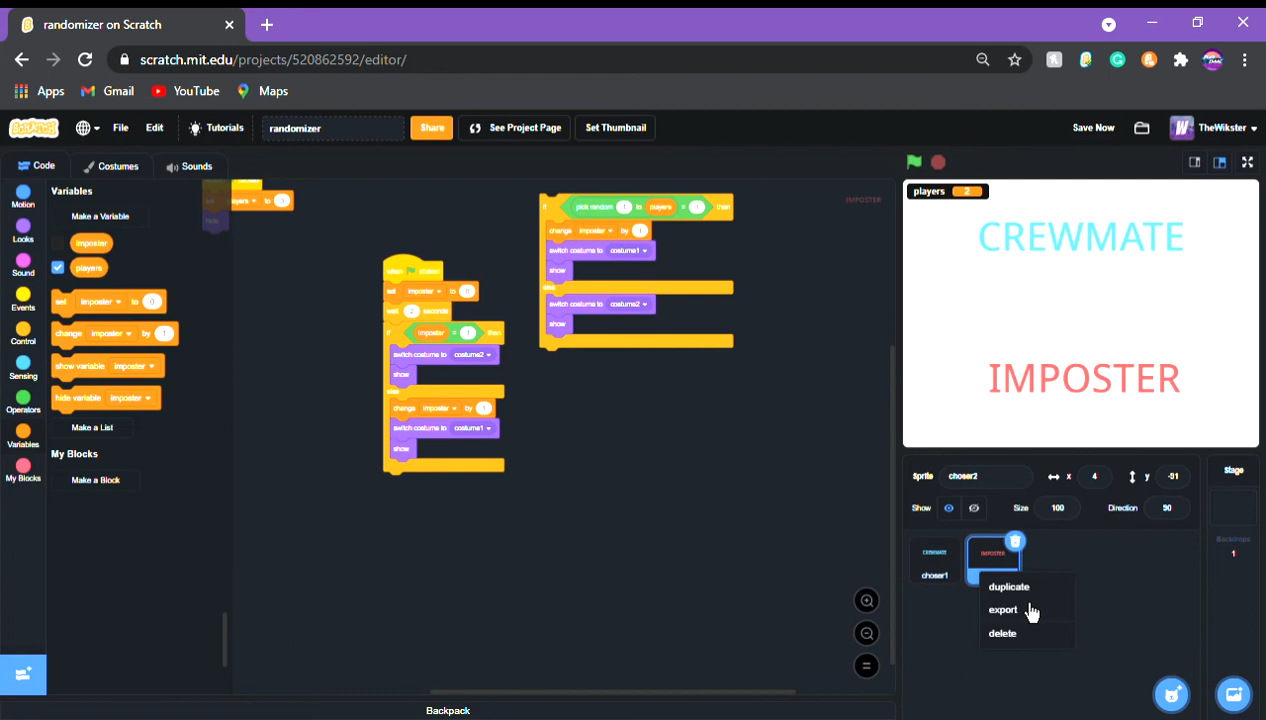 randomizer on Scratch
scratch.mit.edu/projects/520862592/editor/
Apps Gmail YouTube Maps
SCRATCH File Edit Tutorials randomizer Share See Project Page Set Thumbnail Save Now TheWikster
Code Costumes Sounds
Motion
Looks
Sound
Events
Control
Sensing
Operators
Variables
My Blocks
Variables
Make a Variable
imposter
players
set imposter to 0
change imposter by 1
show variable imposter
hide variable imposter
Make a List
My Blocks
Make a Block
set players to
hide
when clicked
set imposter to 0
wait 2 seconds
if imposter = 1 then
switch costume to costume2
show
else
change imposter by 1
switch costume to costume1
show
if pick random 1 to players = 1 then
change imposter by 1
switch costume to costume1
show
else
switch costume to costume2
show
IMPOSTER
players 2
CREWMATE
IMPOSTER
Sprite choser2 x 4 y -91
Show Size 100 Direction 90
CREWMATE
choser1
IMPOSTER
duplicate
export
delete
Stage
Backdrops
1
Backpack